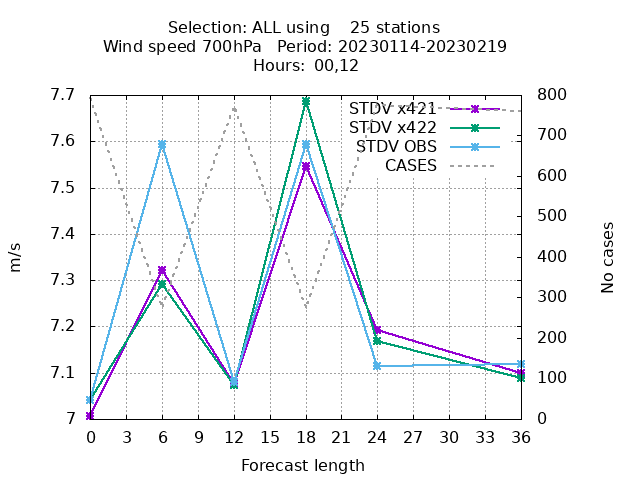 Selection: ALL using    25 stations
Wind speed 700hPa   Period: 20230114-20230219
Hours: 00,12
7.7
7.6
7.5
7.4
7.3
7.2
7.1
7
m/s
STDV x421
STDV x422
STDV OBS
CASES
800
700
600
500
400
300
200
100
0
No cases
0 3 6 9 12 15 18 21 24 27 30 33 36
Forecast length